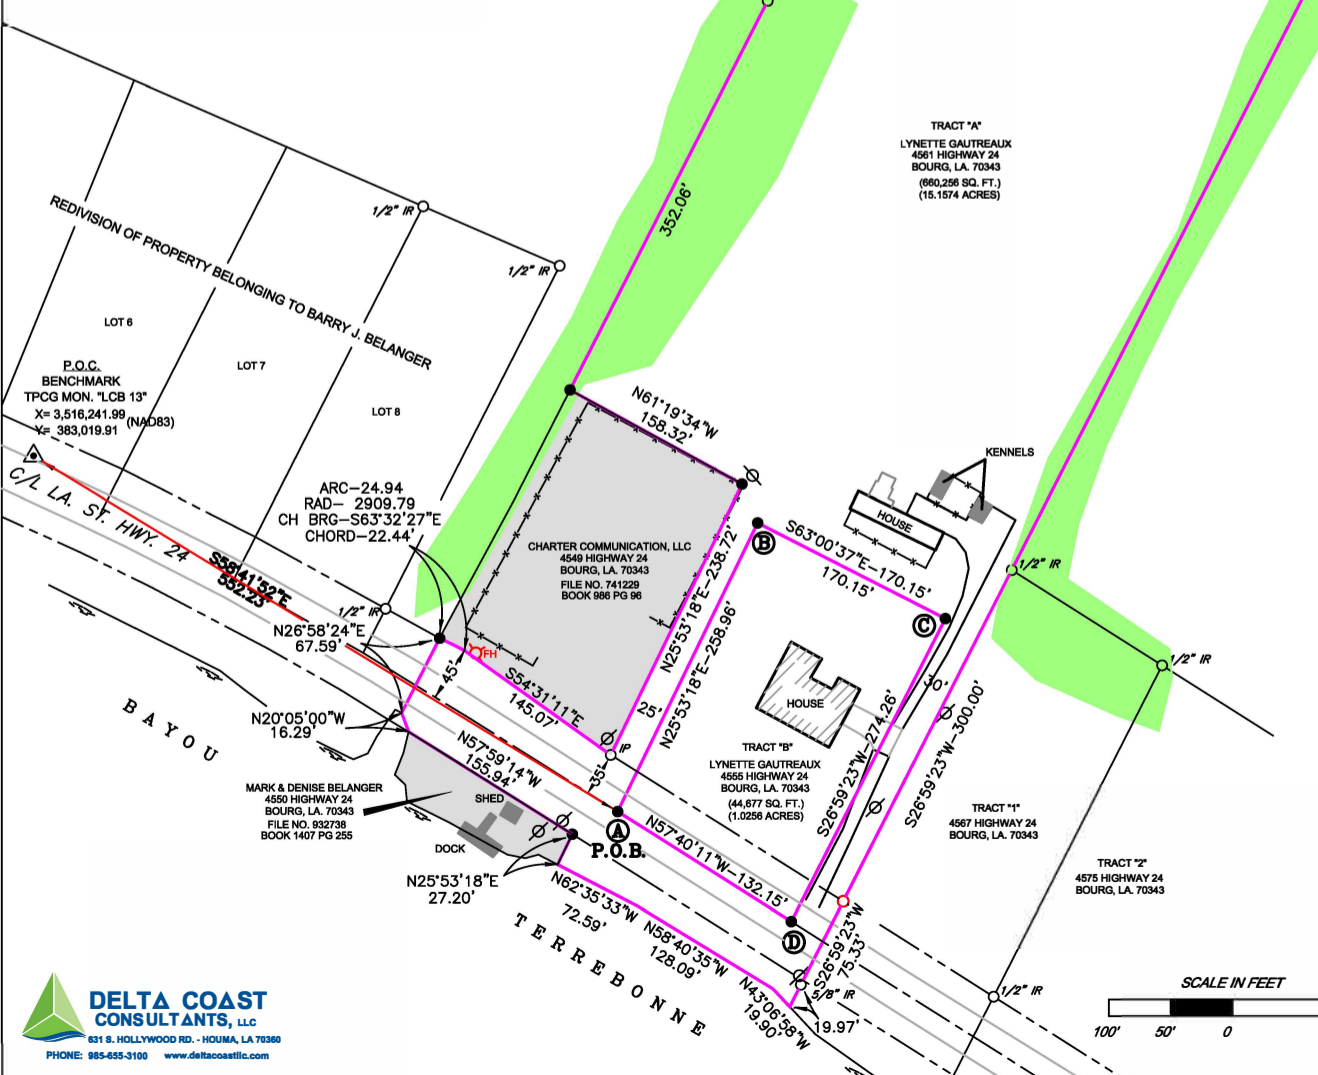 TRACT "A"
LYNETTE GAUTREAUX
4561 HIGHWAY 24
BOURG, LA. 70343
(660,256 SQ. FT.)
(15.1574 ACRES)
352.06'
1/2" IR
1/2" IR
REDIVISION OF PROPERTY BELONGING TO BARRY J. BELANGER
LOT 6
LOT 7
LOT 8
P.O.C.
BENCHMARK
TPCG MON. "LCB 13"
X= 3,516,241.99
Y= 383,019.91
(NAD83)
C/L LA. ST. HWY. 24
S58°41'52"E
552.23'
ARC-24.94
RAD- 2909.79
CH BRG-S63°32'27"E
CHORD-22.44'
1/2" IR
N26°58'24"E
67.59'
N20°05'00"W
16.29'
N61°19'34"W
158.32'
CHARTER COMMUNICATION, LLC
4549 HIGHWAY 24
BOURG, LA. 70343
FILE NO. 741229
BOOK 986 PG 96
N25°53'18"E-238.72'
N25°53'18"E-258.96'
25'
FH
45'
S54°31'11"E
145.07'
IP
35'
N57°59'14"W
155.94'
KENNELS
HOUSE
B
S63°00'37"E-170.15'
170.15'
C
1/2" IR
1/2" IR
30'
HOUSE
TRACT "B"
LYNETTE GAUTREAUX
4555 HIGHWAY 24
BOURG, LA. 70343
(44,677 SQ. FT.)
(1.0256 ACRES)
S26°59'23"W-274.26'
S26°59'23"W-300.00'
TRACT "1"
4567 HIGHWAY 24
BOURG, LA. 70343
TRACT "2"
4575 HIGHWAY 24
BOURG, LA. 70343
MARK & DENISE BELANGER
4550 HIGHWAY 24
BOURG, LA. 70343
FILE NO. 932738
BOOK 1407 PG 255
SHED
DOCK
A
P.O.B.
N57°40'11"W-132.15'
D
N25°53'18"E
27.20'
N62°35'33"W
72.59'
N58°40'35"W
128.09'
N43°06'58"W
19.90'
S26°59'23"W
75.33'
5/8" IR
19.97'
1/2" IR
BAYOU
TERREBONNE
SCALE IN FEET
100' 50' 0
DELTA COAST
CONSULTANTS, LLC
631 S. HOLLYWOOD RD. - HOUMA, LA 70360
PHONE: 985-655-3100 www.deltacoastllc.com